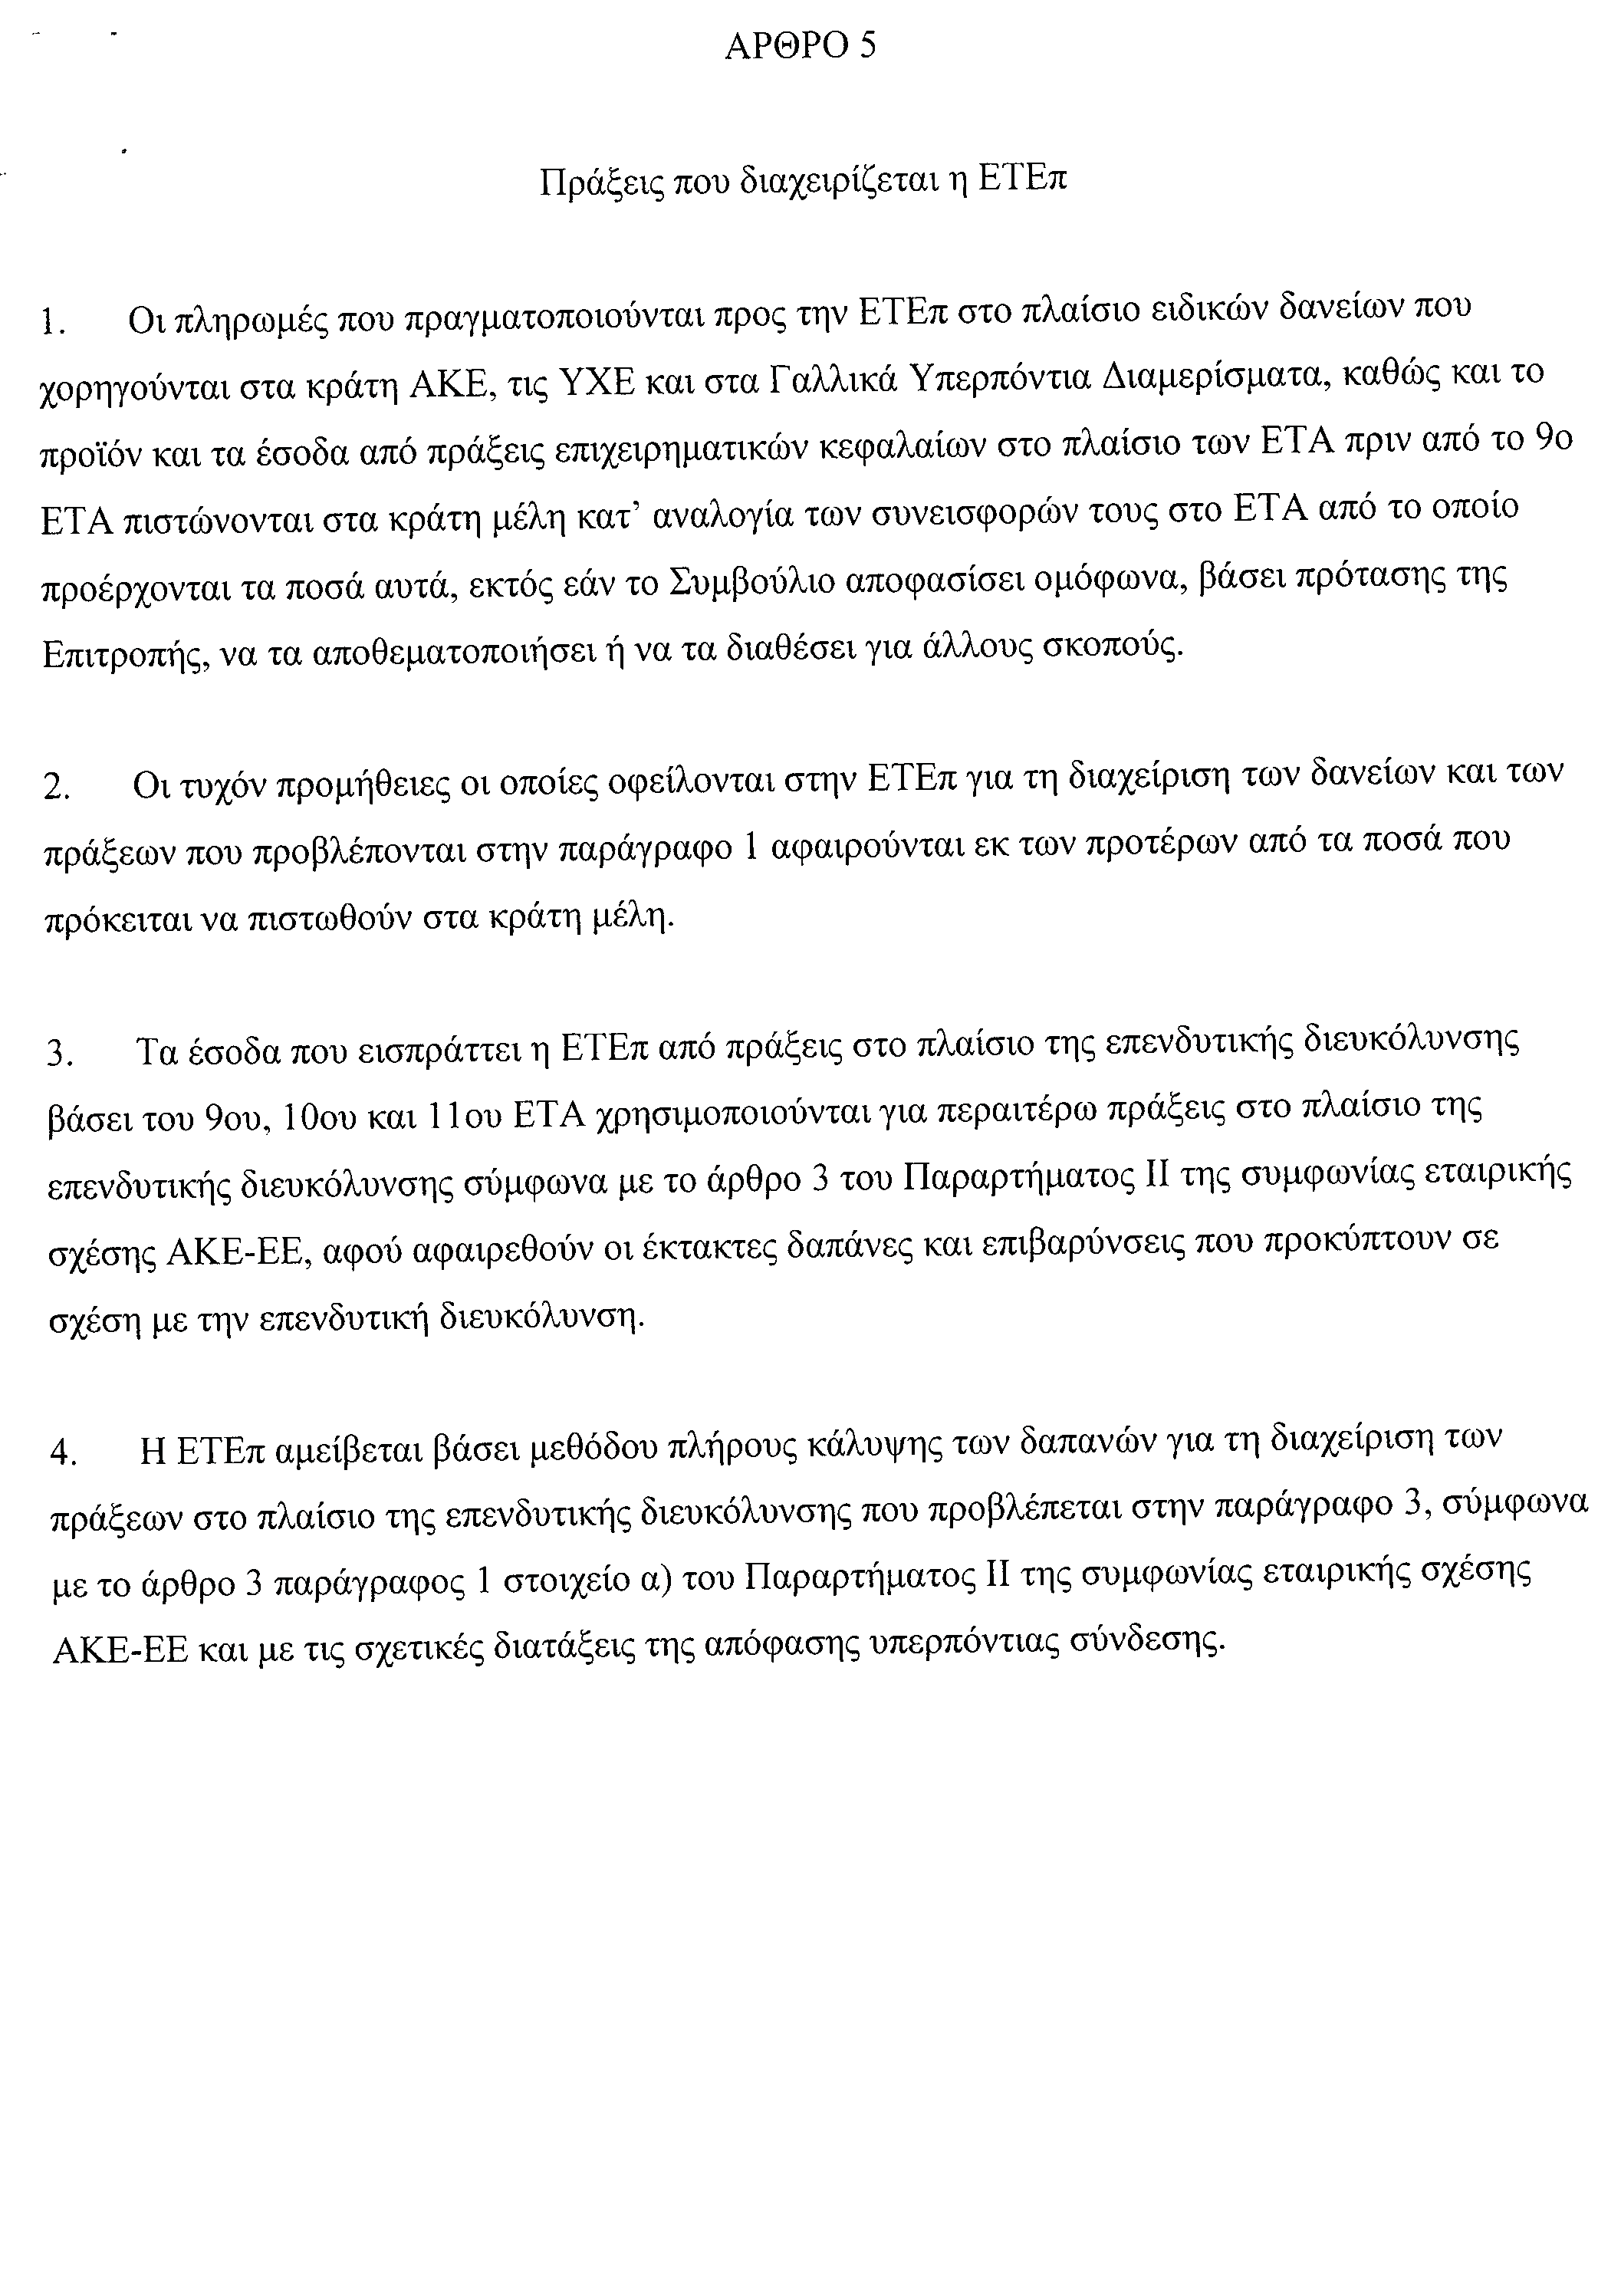 ΑΡΘΡΟ 5
Πράξεις που διαχειρίζεται η ΕΤΕπ
1. Οι πληρωμές που πραγματοποιούνται προς την ΕΤΕπ στο πλαίσιο ειδικών δανείων που
χορηγούνται στα κράτη ΑΚΕ, τις ΥΧΕ και στα Γαλλικά Υπερπόντια Διαμερίσματα, καθώς και το
προϊόν και τα έσοδα από πράξεις επιχειρηματικών κεφαλαίων στο πλαίσιο των ΕΤΑ πριν από το 9ο
ΕΤΑ πιστώνονται στα κράτη μέλη κατ’ αναλογία των συνεισφορών τους στο ΕΤΑ από το οποίο
προέρχονται τα ποσά αυτά, εκτός εάν το Συμβούλιο αποφασίσει ομόφωνα, βάσει πρότασης της
Επιτροπής, να τα αποθεματοποιήσει ή να τα διαθέσει για άλλους σκοπούς.
2. Οι τυχόν προμήθειες οι οποίες οφείλονται στην ΕΤΕπ για τη διαχείριση των δανείων και των
πράξεων που προβλέπονται στην παράγραφο 1 αφαιρούνται εκ των προτέρων από τα ποσά που
πρόκειται να πιστωθούν στα κράτη μέλη.
3. Τα έσοδα που εισπράττει η ΕΤΕπ από πράξεις στο πλαίσιο της επενδυτικής διευκόλυνσης
βάσει του 9ου, 10ου και 11ου ΕΤΑ χρησιμοποιούνται για περαιτέρω πράξεις στο πλαίσιο της
επενδυτικής διευκόλυνσης σύμφωνα με το άρθρο 3 του Παραρτήματος ΙΙ της συμφωνίας εταιρικής
σχέσης ΑΚΕ-ΕΕ, αφού αφαιρεθούν οι έκτακτες δαπάνες και επιβαρύνσεις που προκύπτουν σε
σχέση με την επενδυτική διευκόλυνση.
4. Η ΕΤΕπ αμείβεται βάσει μεθόδου πλήρους κάλυψης των δαπανών για τη διαχείριση των
πράξεων στο πλαίσιο της επενδυτικής διευκόλυνσης που προβλέπεται στην παράγραφο 3, σύμφωνα
με το άρθρο 3 παράγραφος 1 στοιχείο α) του Παραρτήματος ΙΙ της συμφωνίας εταιρικής σχέσης
ΑΚΕ-ΕΕ και με τις σχετικές διατάξεις της απόφασης υπερπόντιας σύνδεσης.